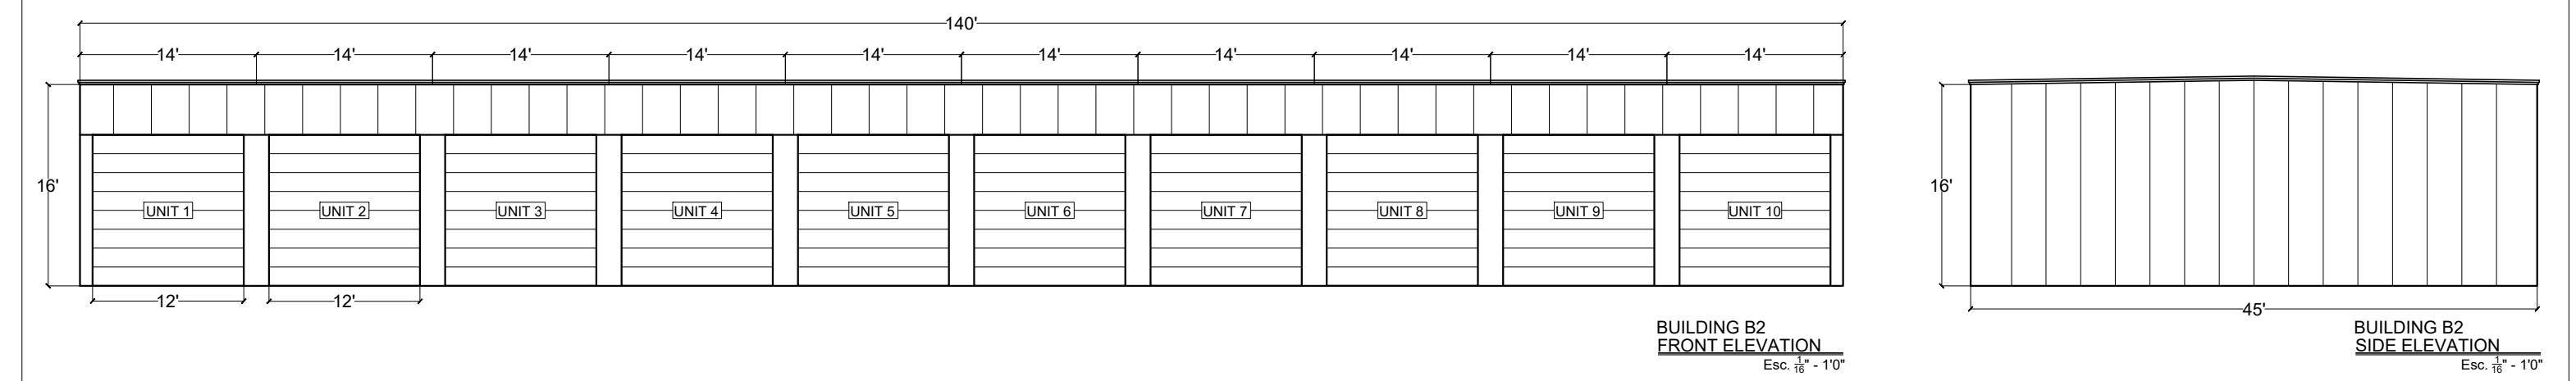 140'
14' 14' 14' 14' 14' 14' 14' 14' 14' 14'
16'
UNIT 1 UNIT 2 UNIT 3 UNIT 4 UNIT 5 UNIT 6 UNIT 7 UNIT 8 UNIT 9 UNIT 10
12' 12'
BUILDING B2
FRONT ELEVATION
Esc. 1/16" - 1'0"
16'
45'
BUILDING B2
SIDE ELEVATION
Esc. 1/16" - 1'0"